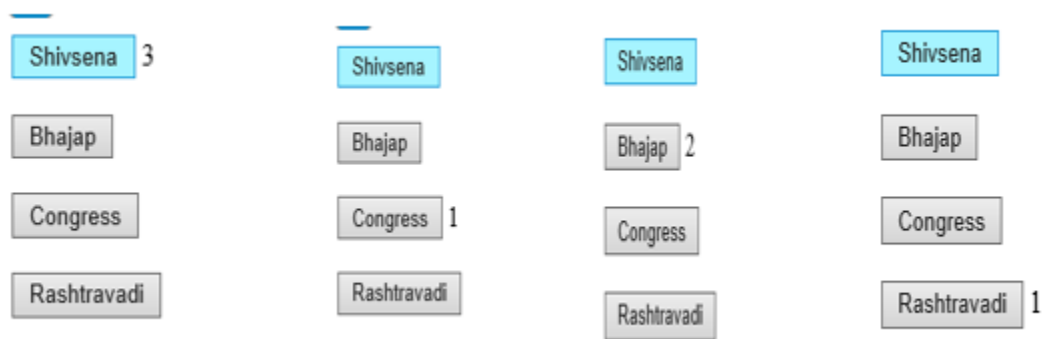 Shivsena 3
Bhajap
Congress
Rashtravadi
Shivsena
Bhajap
Congress 1
Rashtravadi
Shivsena
Bhajap 2
Congress
Rashtravadi
Shivsena
Bhajap
Congress
Rashtravadi 1